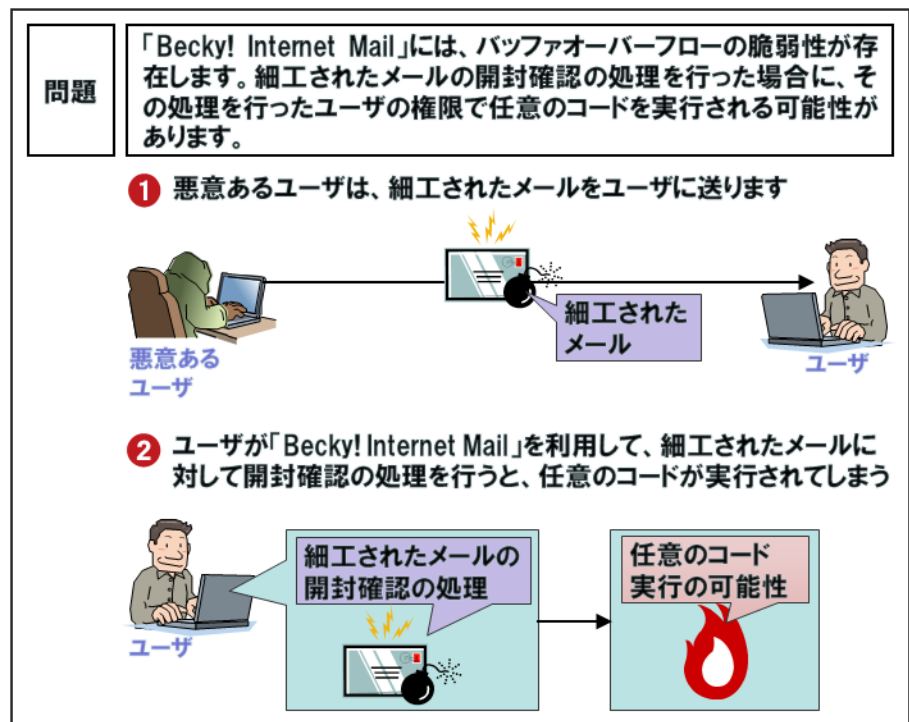 問題
「Becky! Internet Mail」には、バッファオーバーフローの脆弱性が存
在します。細工されたメールの開封確認の処理を行った場合に、そ
の処理を行ったユーザの権限で任意のコードを実行される可能性が
あります。
1 悪意あるユーザは、細工されたメールをユーザに送ります
細工された
メール
悪意ある
ユーザ
ユーザ
2 ユーザが「Becky! Internet Mail」を利用して、細工されたメールに
対して開封確認の処理を行うと、任意のコードが実行されてしまう
細工されたメールの
開封確認の処理
任意のコード
実行の可能性
ユーザ